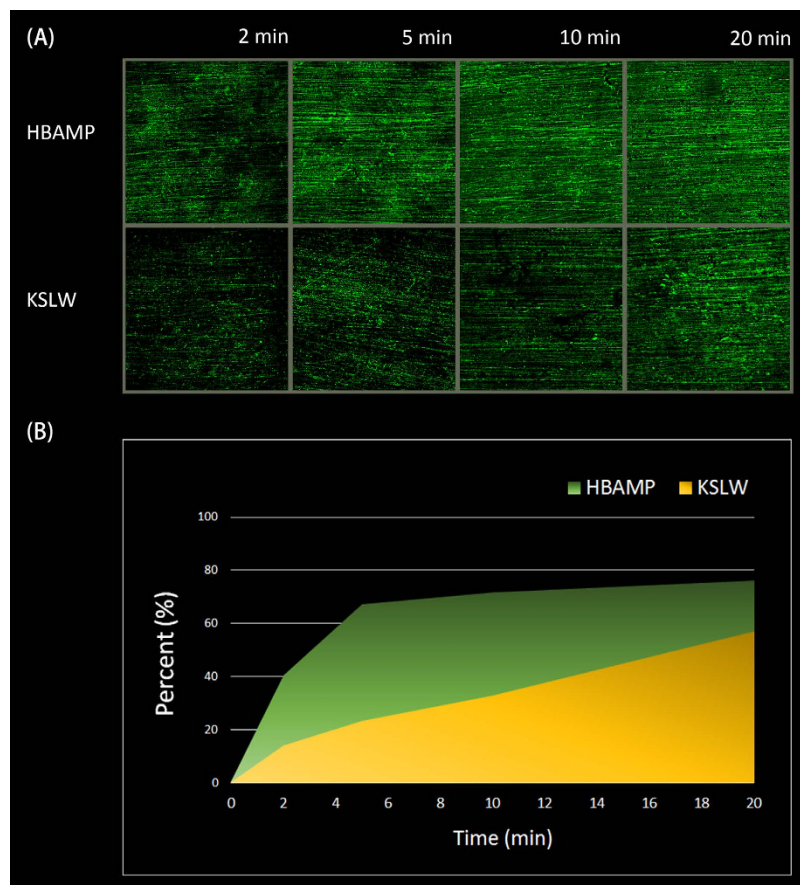 (A)
2 min 5 min 10 min 20 min
HBAMP
KSLW
(B)
HBAMP KSLW
100
80
60
40
20
0
Percent (%)
0 2 4 6 8 10 12 14 16 18 20
Time (min)